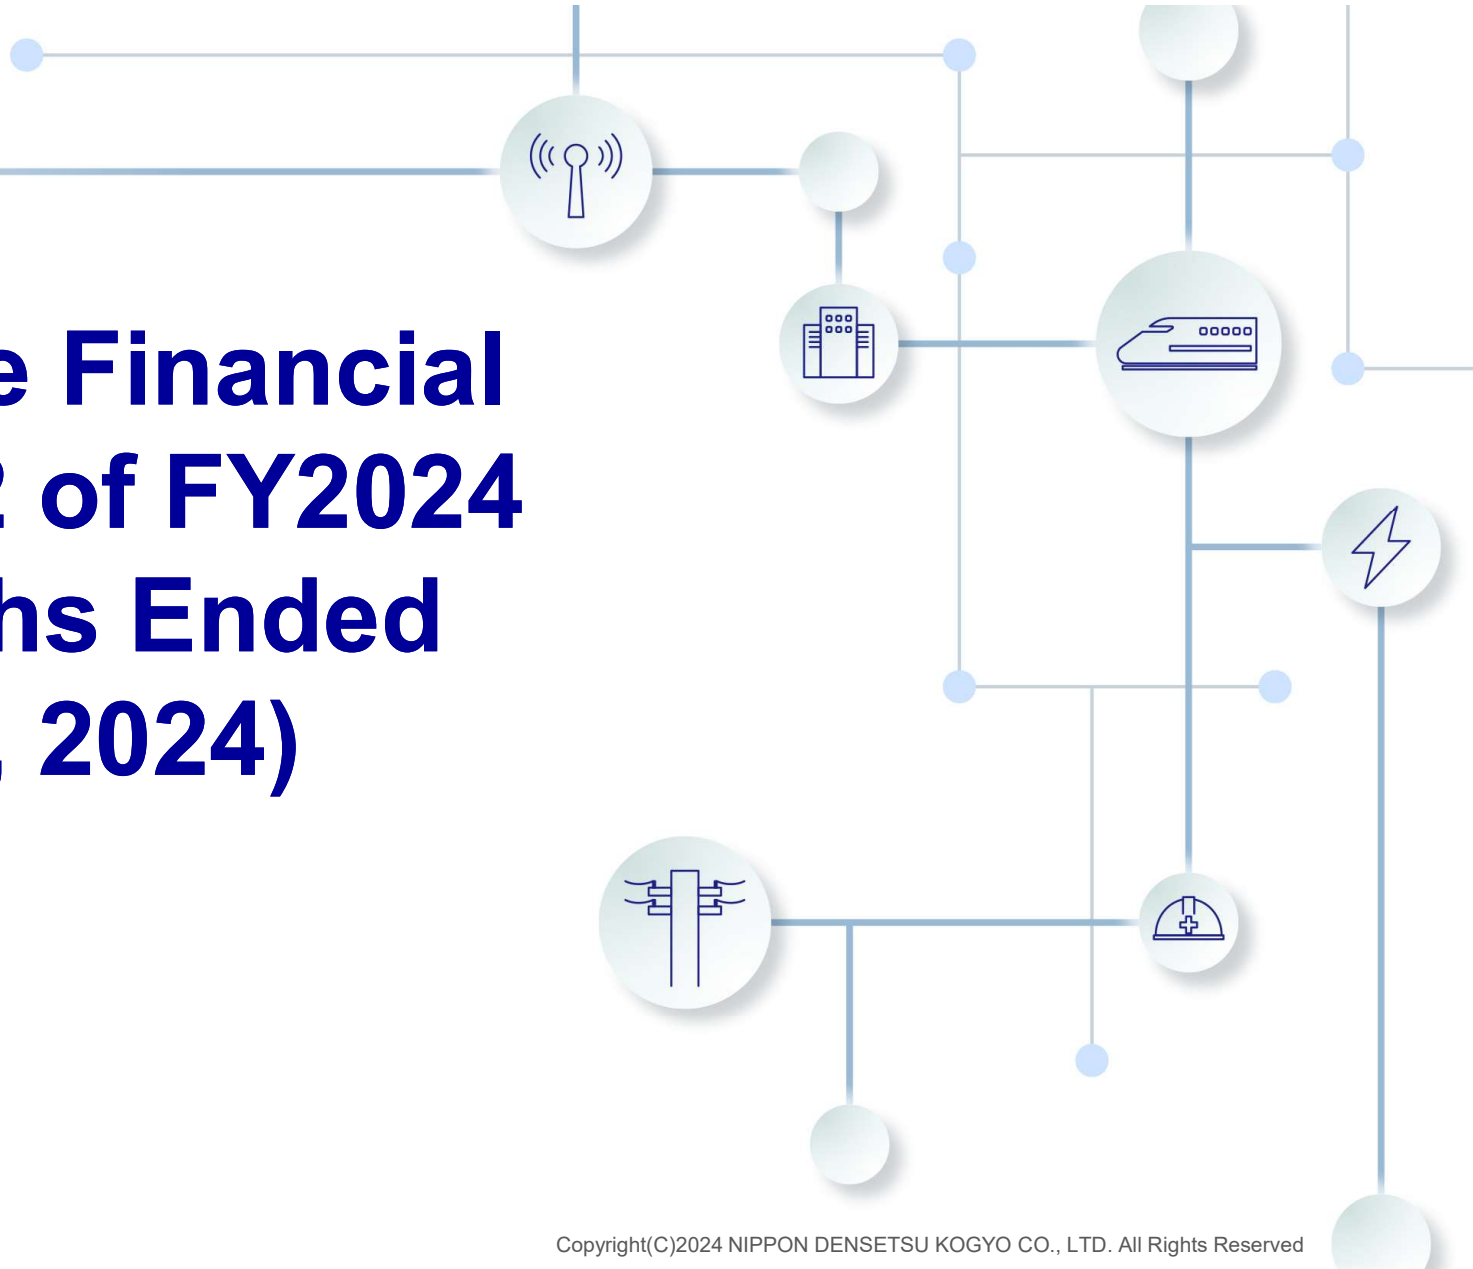 e Financial
2 of FY2024
hs Ended
, 2024)
Copyright(C)2024 NIPPON DENSETSU KOGYO CO., LTD. All Rights Reserved